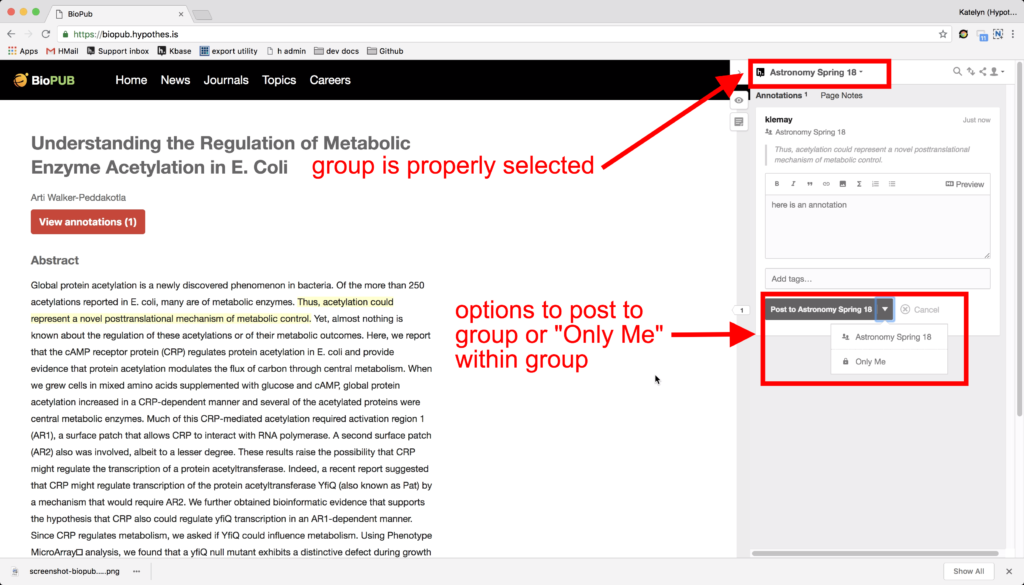 BioPub
Katelyn (Hypot...
https://biopub.hypothes.is
Apps HMail Support inbox Kbase export utility h admin dev docs Github
BioPUB
Home News Journals Topics Careers
Astronomy Spring 18
Annotations 1 Page Notes
Understanding the Regulation of Metabolic
Enzyme Acetylation in E. Coli
group is properly selected
klemay
Just now
Astronomy Spring 18
Thus, acetylation could represent a novel posttranslational
mechanism of metabolic control.
B I Preview
here is an annotation
Add tags...
Arti Walker-Peddakotla
View annotations (1)
Abstract
Global protein acetylation is a newly discovered phenomenon in bacteria. Of the more than 250
acetylations reported in E. coli, many are of metabolic enzymes. Thus, acetylation could
represent a novel posttranslational mechanism of metabolic control. Yet, almost nothing is
known about the regulation of these acetylations or of their metabolic outcomes. Here, we report
that the cAMP receptor protein (CRP) regulates protein acetylation in E. coli and provide
evidence that protein acetylation modulates the flux of carbon through central metabolism. When
we grew cells in mixed amino acids supplemented with glucose and cAMP, global protein
acetylation increased in a CRP-dependent manner and several of the acetylated proteins were
central metabolic enzymes. Much of this CRP-mediated acetylation required activation region 1
(AR1), a surface patch that allows CRP to interact with RNA polymerase. A second surface patch
(AR2) also was involved, albeit to a lesser degree. These results raise the possibility that CRP
might regulate the transcription of a protein acetyltransferase. Indeed, a recent report suggested
that CRP might regulate transcription of the protein acetyltransferase YfiQ (also known as Pat) by
a mechanism that would require AR2. We further obtained bioinformatic evidence that supports
the hypothesis that CRP also could regulate yfiQ transcription in an AR1-dependent manner.
Since CRP regulates metabolism, we asked if YfiQ could influence metabolism. Using Phenotype
MicroArray□ analysis, we found that a yfiQ null mutant exhibits a distinctive defect during growth
options to post to
group or "Only Me"
within group
1
Post to Astronomy Spring 18
Cancel
Astronomy Spring 18
Only Me
screenshot-biopub....png
Show All